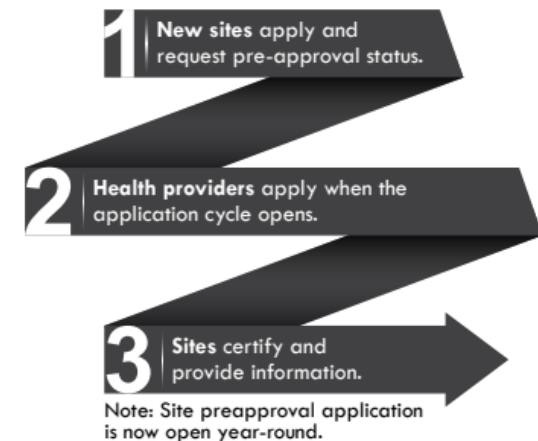 1 New sites apply and
request pre-approval status.
2 Health providers apply when the
application cycle opens.
3 Sites certify and
provide information.
Note: Site preapproval application
is now open year-round.